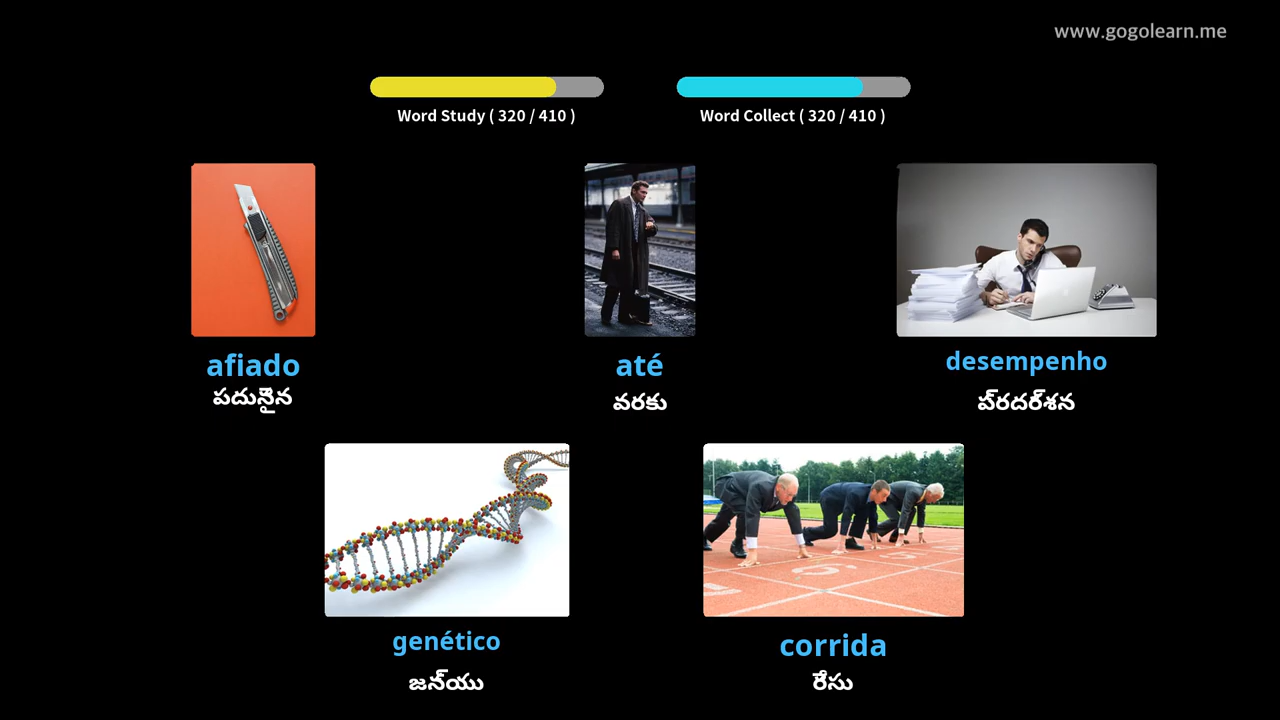 www.gogolearn.me
Word Study ( 320 / 410 )
Word Collect ( 320 / 410 )
afiado
పదునైన
até
వరకు
desempenho
ప్రదర్శన
genético
జన్యు
corrida
రేసు